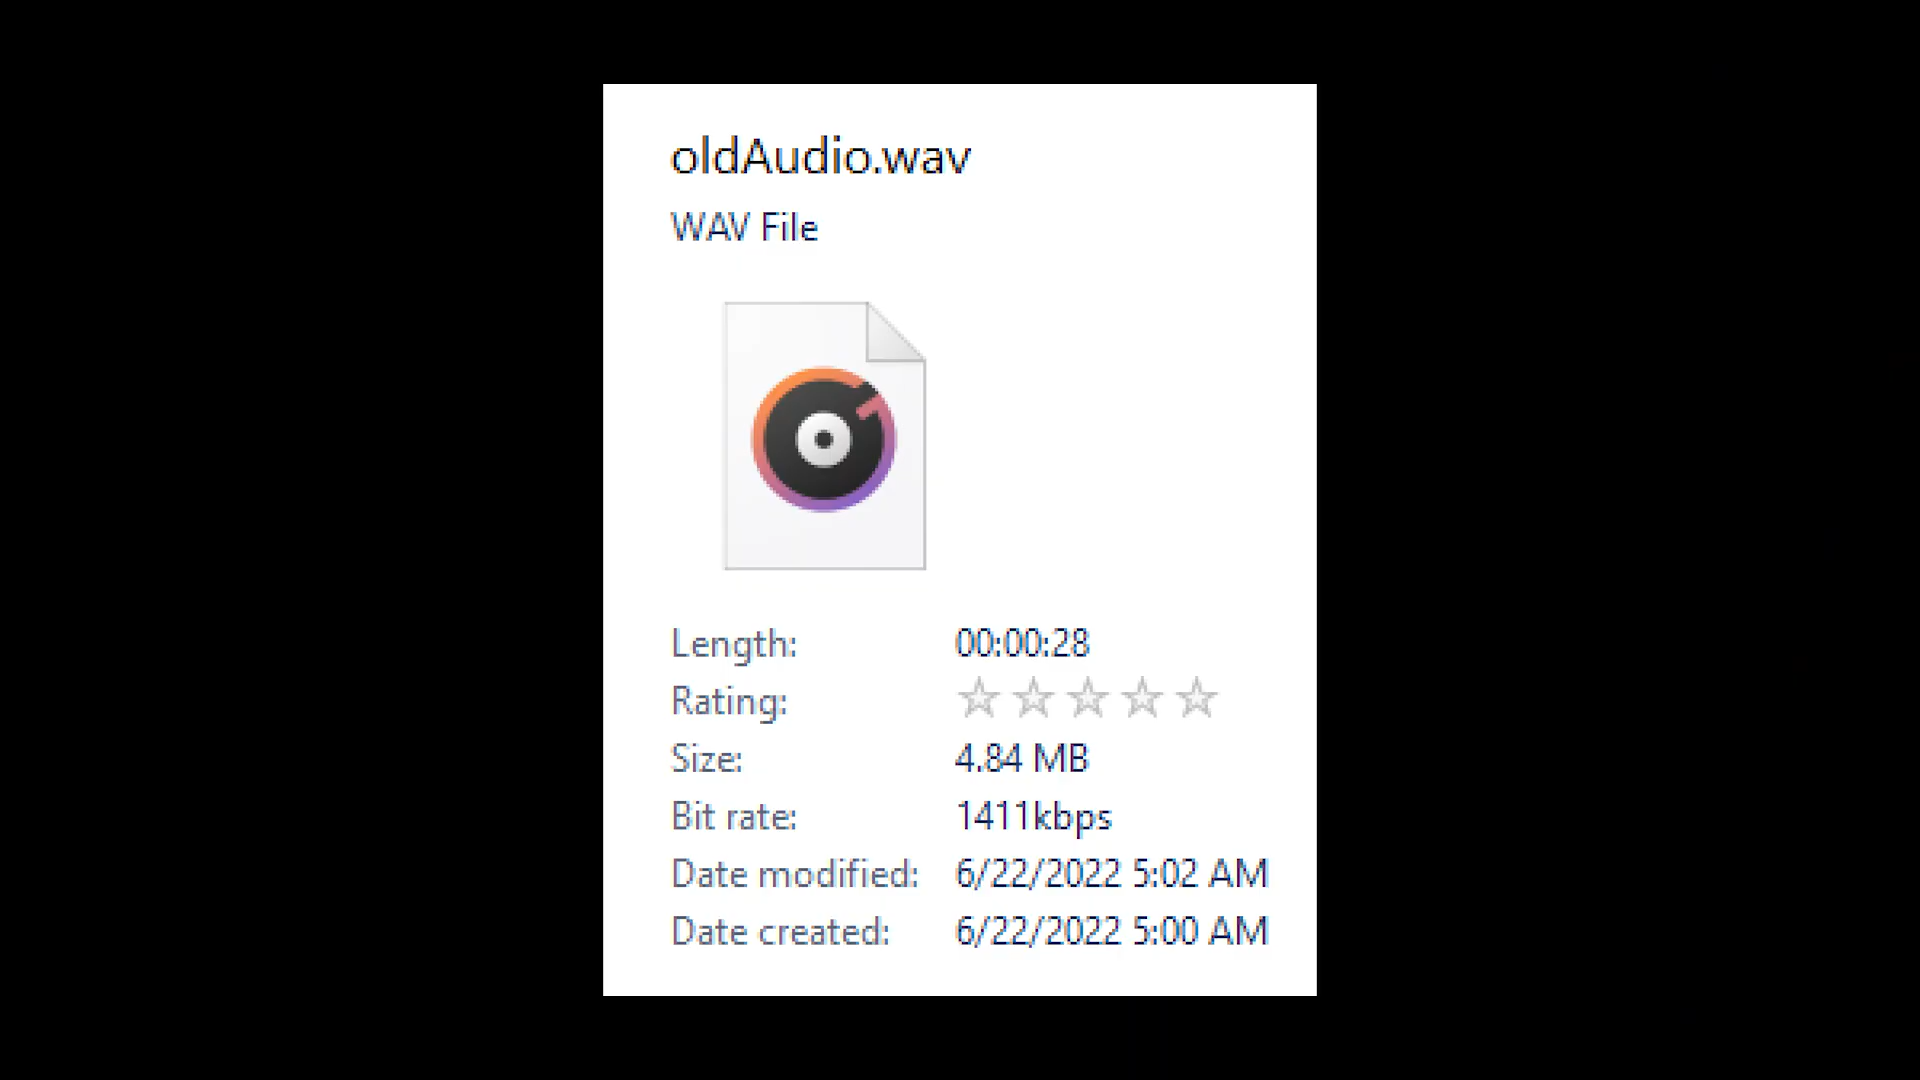 oldAudio.wav
WAV File
Length: 00:00:28
Rating:
Size: 4.84 MB
Bit rate: 1411kbps
Date modified: 6/22/2022 5:02 AM
Date created: 6/22/2022 5:00 AM